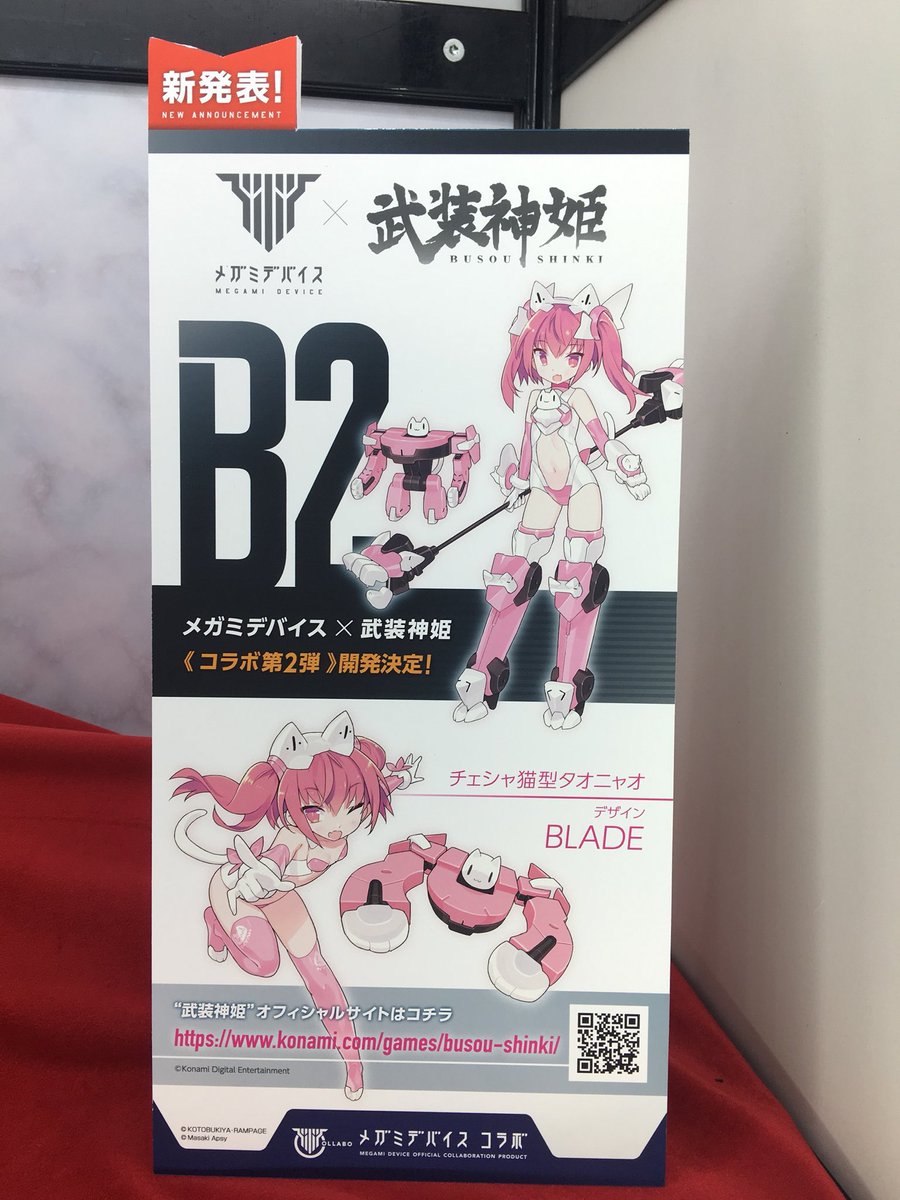 新発表!
NEW ANNOUNCEMENT
メガミデバイス
MEGAMI DEVICE
×
武装神姫
BUSOU SHINKI
B2
メガミデバイス × 武装神姫
《コラボ第2弾》開発決定!
チェシャ猫型タオニャオ
デザイン
BLADE
“武装神姫”オフィシャルサイトはコチラ
https://www.konami.com/games/busou-shinki/
©Konami Digital Entertainment
© KOTOBUKIYA・RAMPAGE
© Masaki Apsy
COLLABO
メガミデバイス コラボ
MEGAMI DEVICE OFFICIAL COLLABORATION PRODUCT